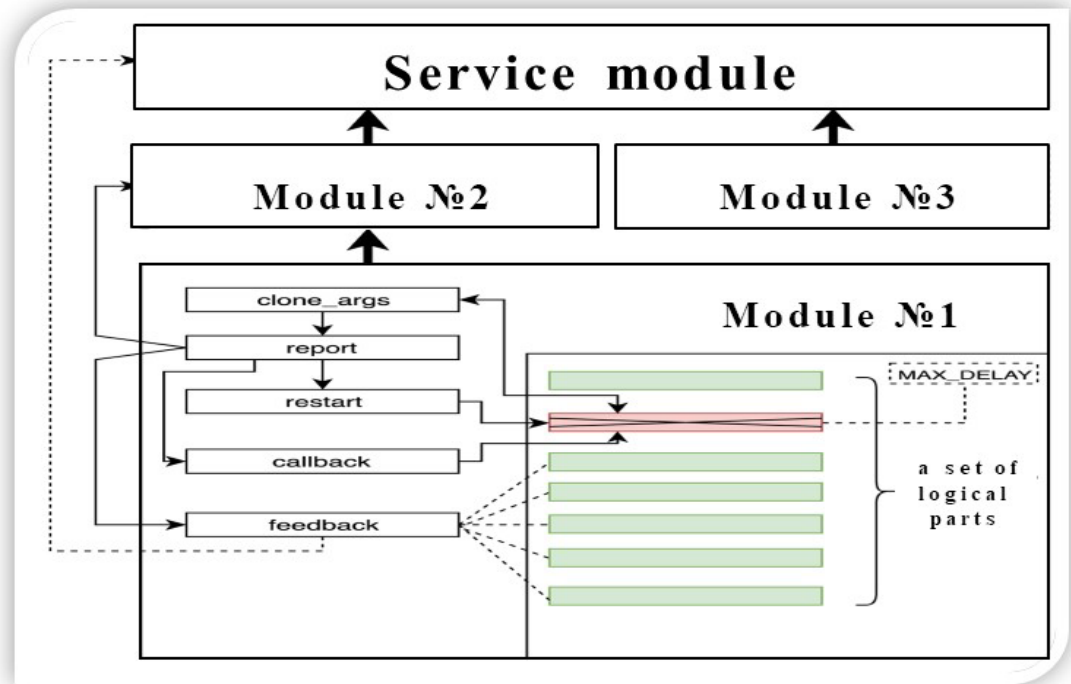 Service module
Module №2
Module №3
Module №1
clone_args
report
restart
callback
feedback
MAX_DELAY
a set of
logical
parts